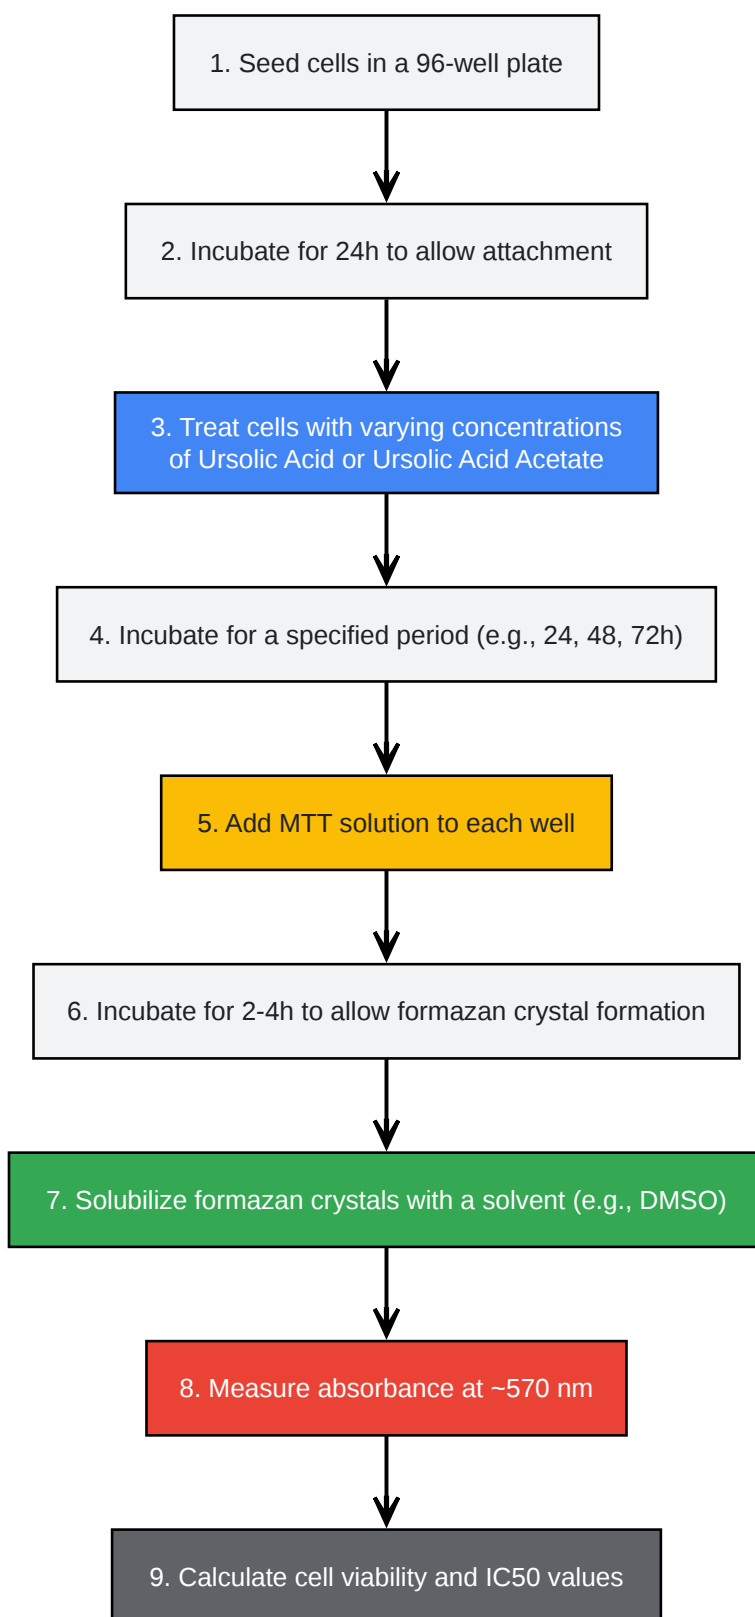 1. Seed cells in a 96-well plate
2. Incubate for 24h to allow attachment
3. Treat cells with varying concentrations
of Ursolic Acid or Ursolic Acid Acetate
4. Incubate for a specified period (e.g., 24, 48, 72h)
5. Add MTT solution to each well
6. Incubate for 2-4h to allow formazan crystal formation
7. Solubilize formazan crystals with a solvent (e.g., DMSO)
8. Measure absorbance at ~570 nm
9. Calculate cell viability and IC50 values